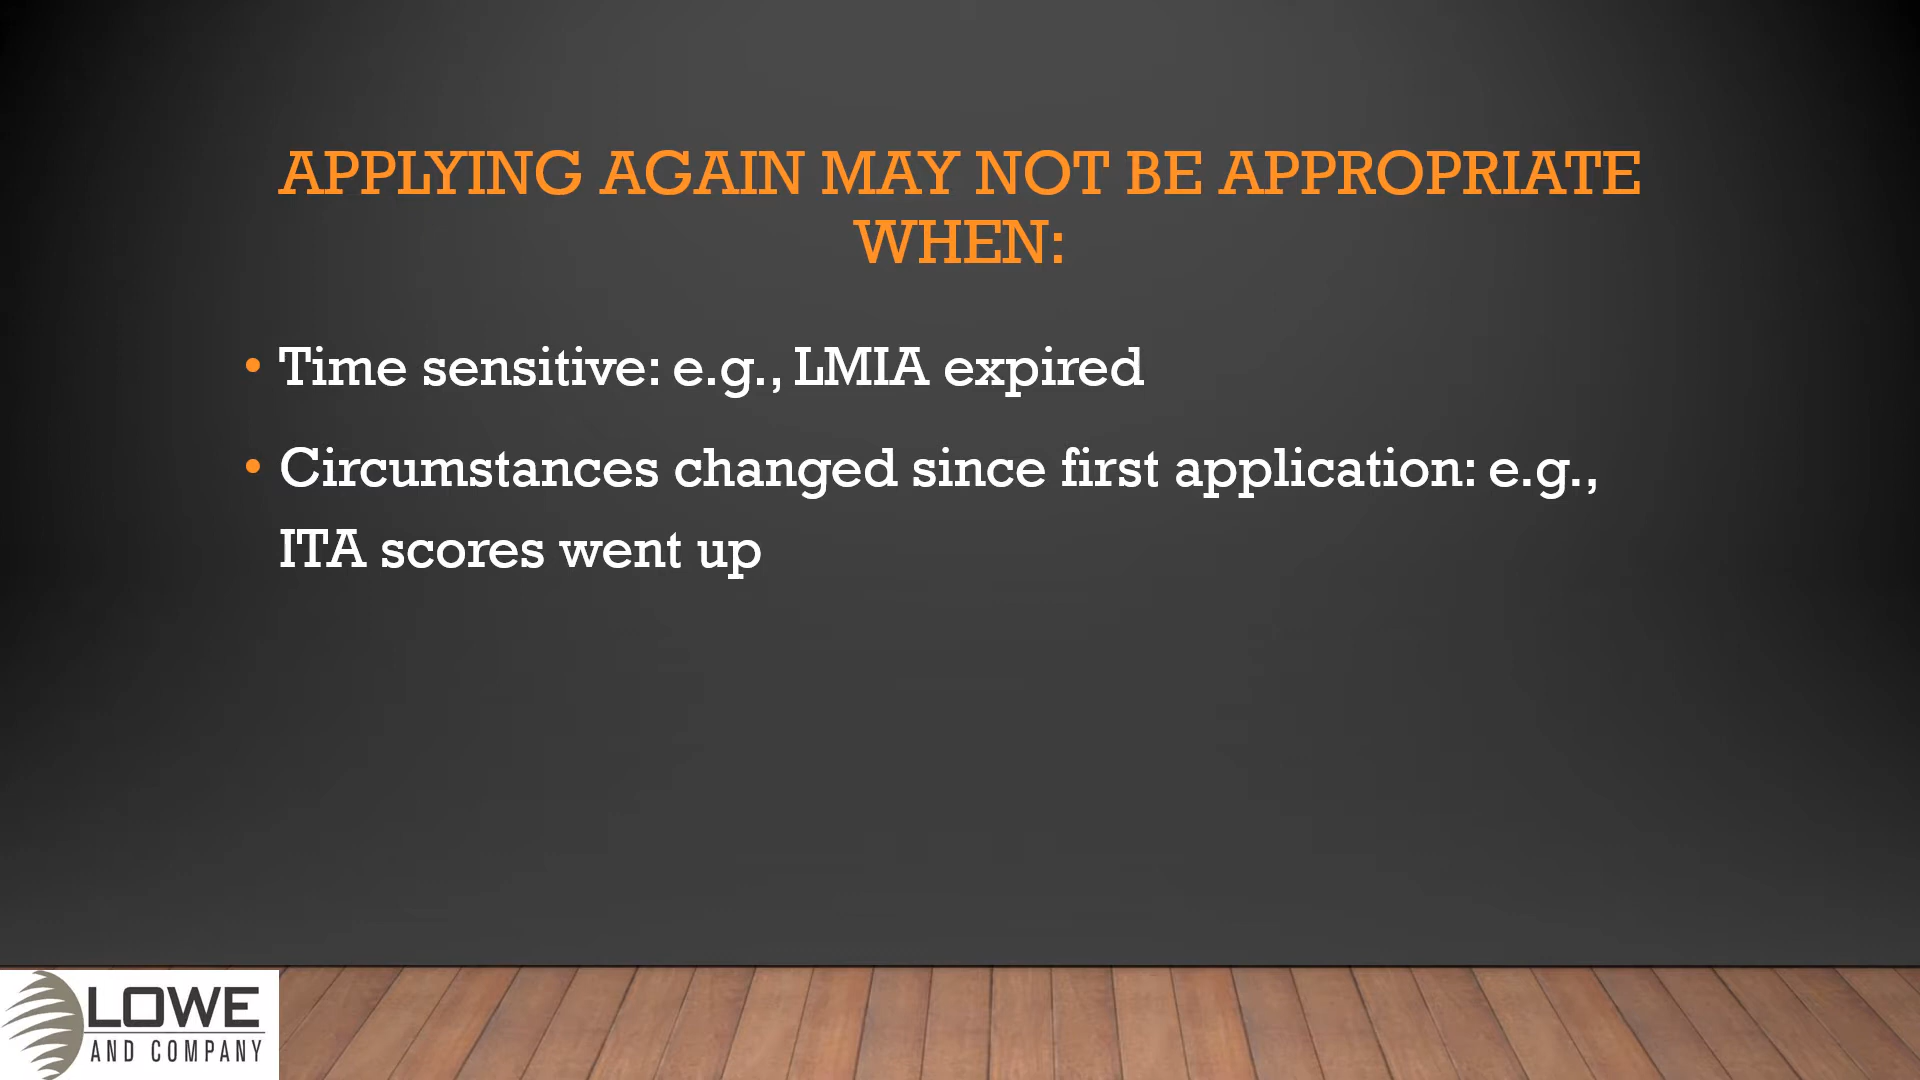 APPLYING AGAIN MAY NOT BE APPROPRIATE
WHEN:
• Time sensitive: e.g., LMIA expired
• Circumstances changed since first application: e.g.,
ITA scores went up
LOWE
AND COMPANY